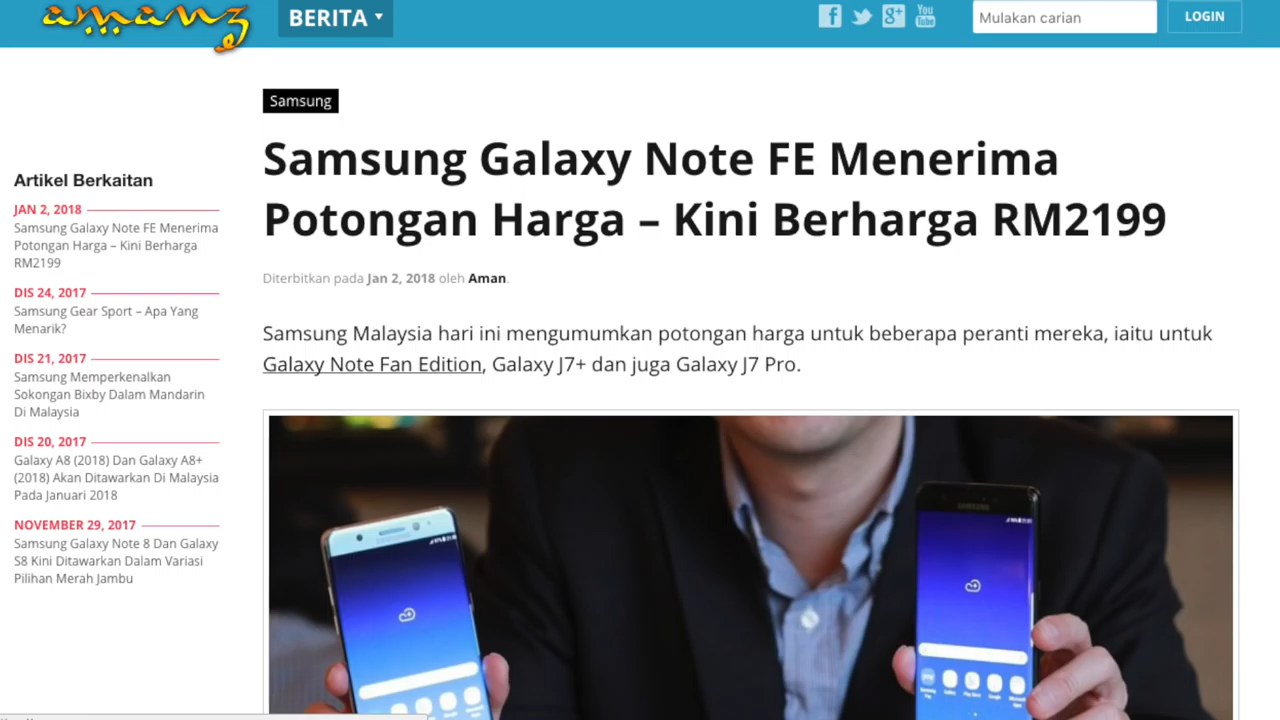 amanz
BERITA
Mulakan carian
LOGIN
Samsung
Samsung Galaxy Note FE Menerima
Potongan Harga – Kini Berharga RM2199
Diterbitkan pada Jan 2, 2018 oleh Aman.
Samsung Malaysia hari ini mengumumkan potongan harga untuk beberapa peranti mereka, iaitu untuk
Galaxy Note Fan Edition, Galaxy J7+ dan juga Galaxy J7 Pro.
Artikel Berkaitan
JAN 2, 2018
Samsung Galaxy Note FE Menerima
Potongan Harga – Kini Berharga
RM2199
DIS 24, 2017
Samsung Gear Sport – Apa Yang
Menarik?
DIS 21, 2017
Samsung Memperkenalkan
Sokongan Bixby Dalam Mandarin
Di Malaysia
DIS 20, 2017
Galaxy A8 (2018) Dan Galaxy A8+
(2018) Akan Ditawarkan Di Malaysia
Pada Januari 2018
NOVEMBER 29, 2017
Samsung Galaxy Note 8 Dan Galaxy
S8 Kini Ditawarkan Dalam Variasi
Pilihan Merah Jambu
SAMSUNG